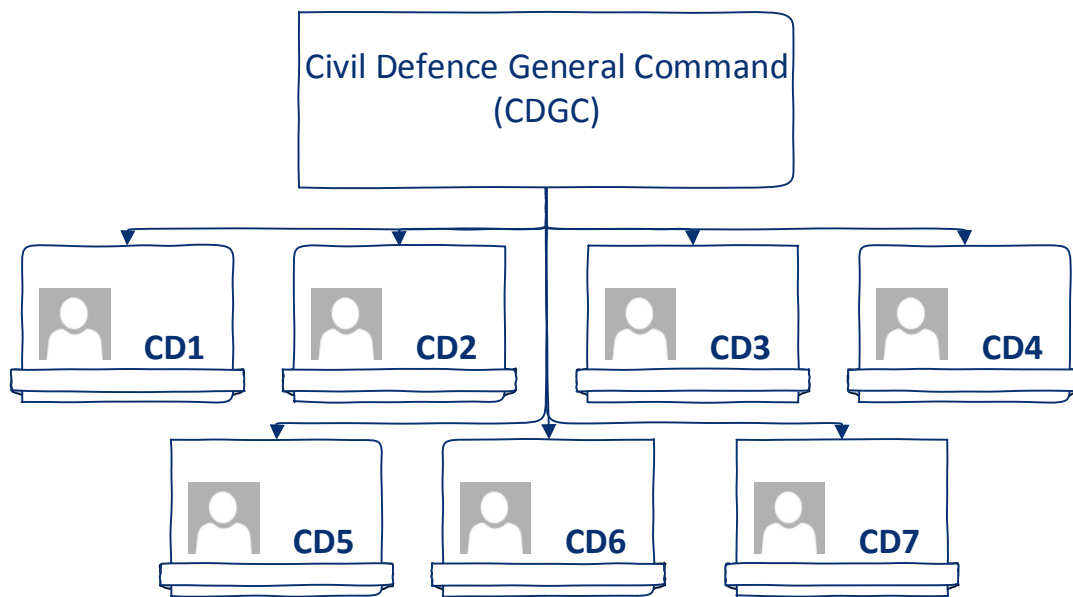 Civil Defence General Command
(CDGC)
CD1
CD2
CD3
CD4
CD5
CD6
CD7